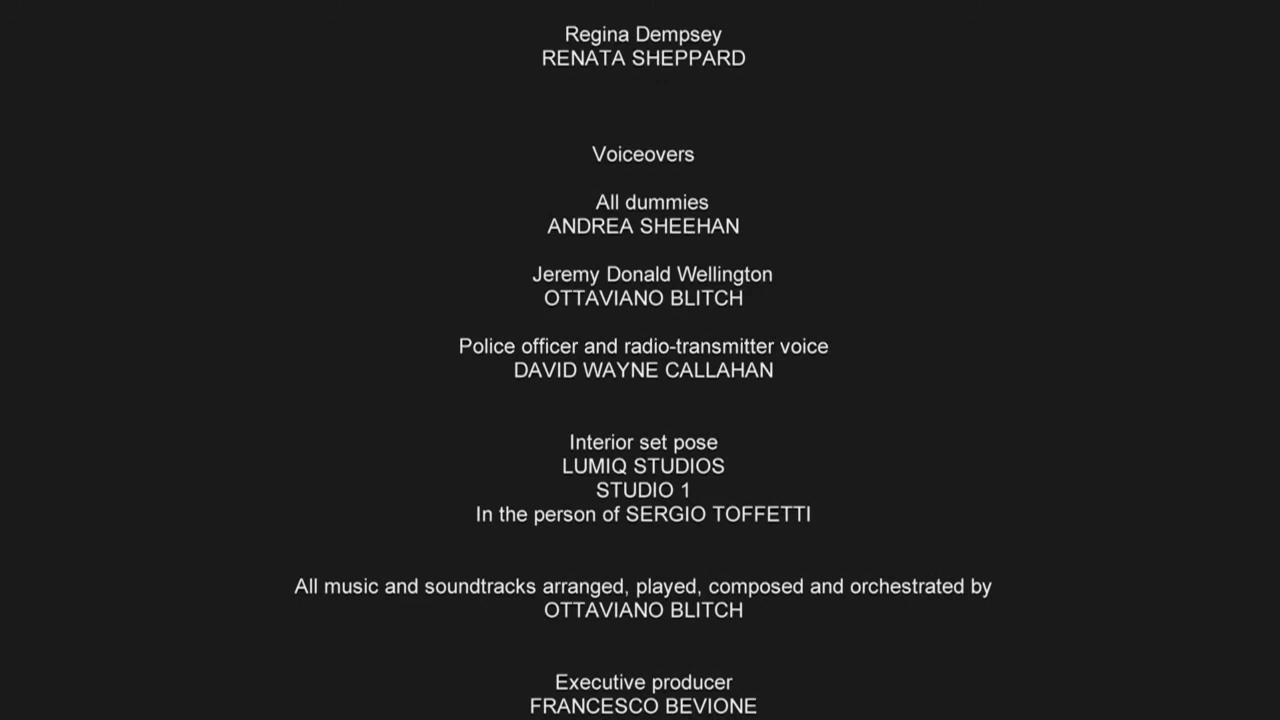 Regina Dempsey
RENATA SHEPPARD
Voiceovers
All dummies
ANDREA SHEEHAN
Jeremy Donald Wellington
OTTAVIANO BLITCH
Police officer and radio-transmitter voice
DAVID WAYNE CALLAHAN
Interior set pose
LUMIQ STUDIOS
STUDIO 1
In the person of SERGIO TOFFETTI
All music and soundtracks arranged, played, composed and orchestrated by
OTTAVIANO BLITCH
Executive producer
FRANCESCO BEVIONE